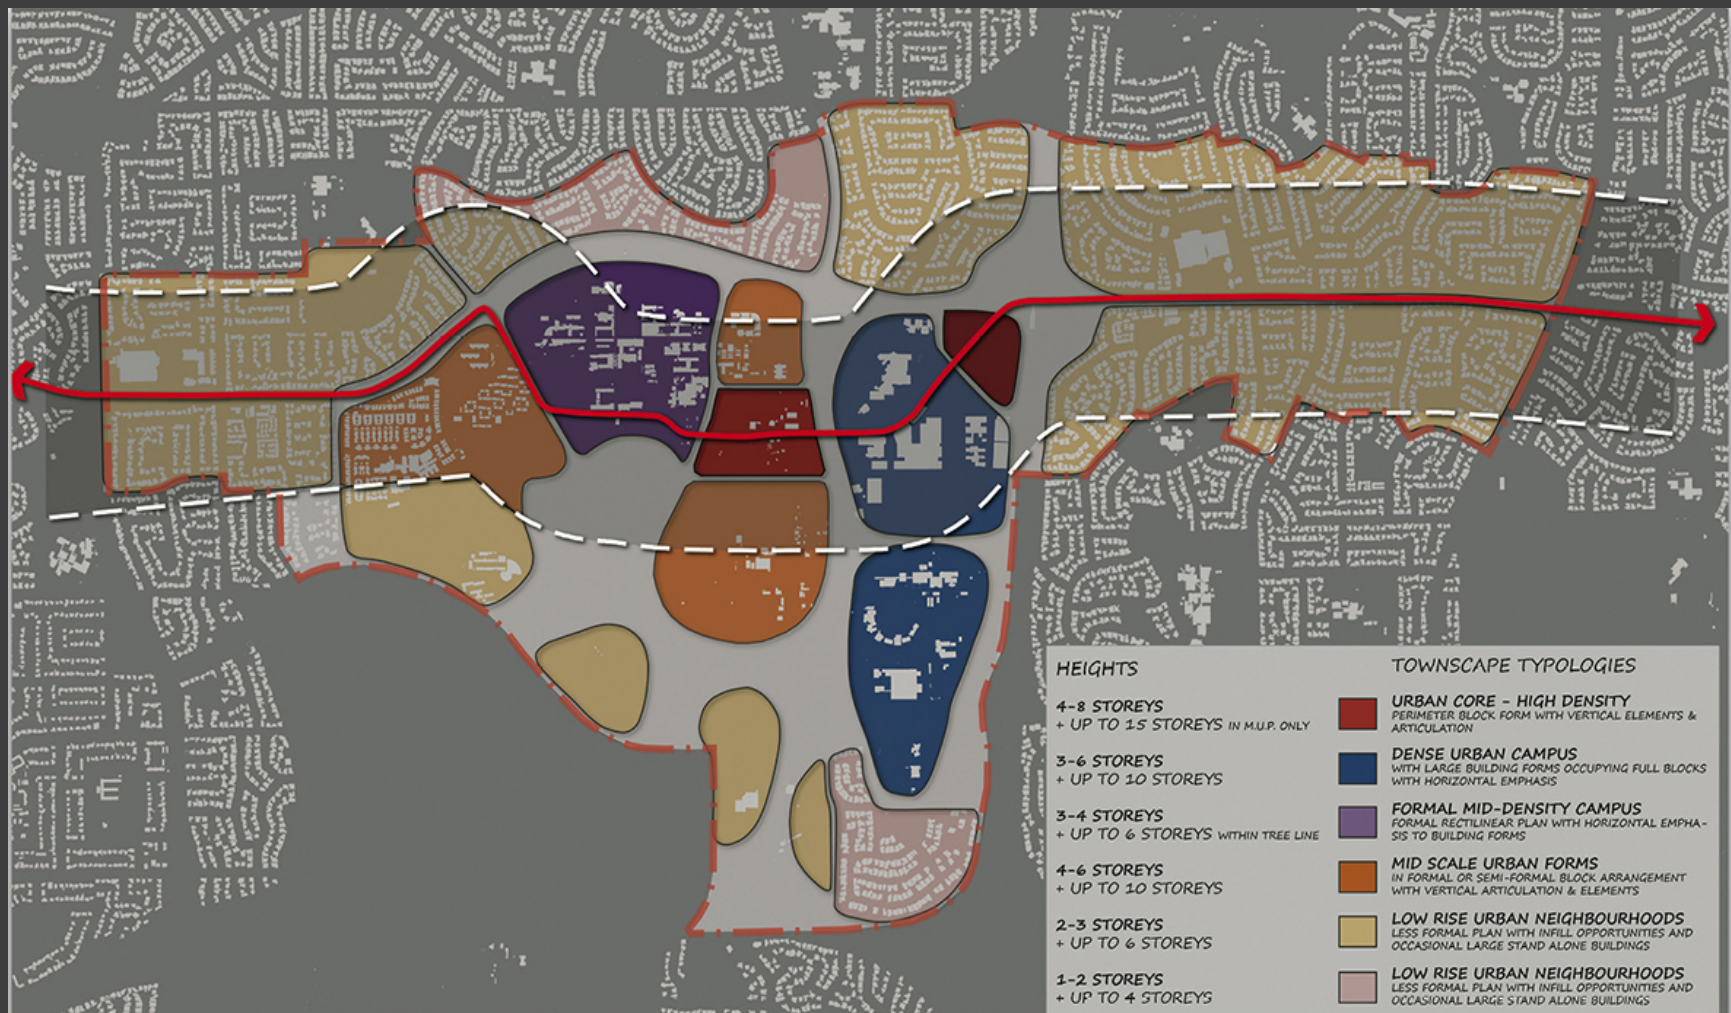 HEIGHTS
4-8 STOREYS
+ UP TO 15 STOREYS IN M.U.P. ONLY
3-6 STOREYS
+ UP TO 10 STOREYS
3-4 STOREYS
+ UP TO 6 STOREYS WITHIN TREE LINE
4-6 STOREYS
+ UP TO 10 STOREYS
2-3 STOREYS
+ UP TO 6 STOREYS
1-2 STOREYS
+ UP TO 4 STOREYS
TOWNSCAPE TYPOLOGIES
URBAN CORE - HIGH DENSITY
PERIMETER BLOCK FORM WITH VERTICAL ELEMENTS &
ARTICULATION
DENSE URBAN CAMPUS
WITH LARGE BUILDING FORMS OCCUPYING FULL BLOCKS
WITH HORIZONTAL EMPHASIS
FORMAL MID-DENSITY CAMPUS
FORMAL RECTILINEAR PLAN WITH HORIZONTAL EMPHA-
SIS TO BUILDING FORMS
MID SCALE URBAN FORMS
IN FORMAL OR SEMI-FORMAL BLOCK ARRANGEMENT
WITH VERTICAL ARTICULATION & ELEMENTS
LOW RISE URBAN NEIGHBOURHOODS
LESS FORMAL PLAN WITH INFILL OPPORTUNITIES AND
OCCASIONAL LARGE STAND ALONE BUILDINGS
LOW RISE URBAN NEIGHBOURHOODS
LESS FORMAL PLAN WITH INFILL OPPORTUNITIES AND
OCCASIONAL LARGE STAND ALONE BUILDINGS